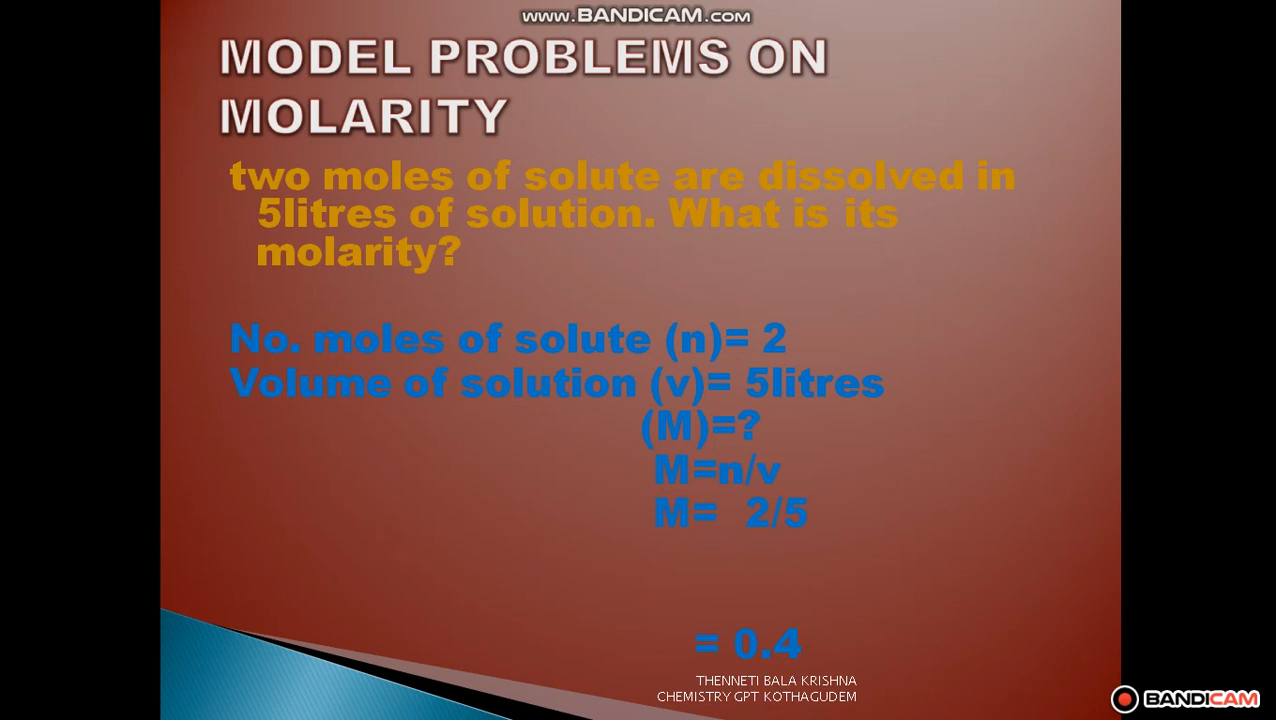 www.BANDICAM.com
MODEL PROBLEMS ON
MOLARITY
two moles of solute are dissolved in
5litres of solution. What is its
molarity?
No. moles of solute (n)= 2
Volume of solution (v)= 5litres
(M)=?
M=n/v
M= 2/5
= 0.4
THENNETI BALA KRISHNA
CHEMISTRY GPT KOTHAGUDEM
BANDICAM